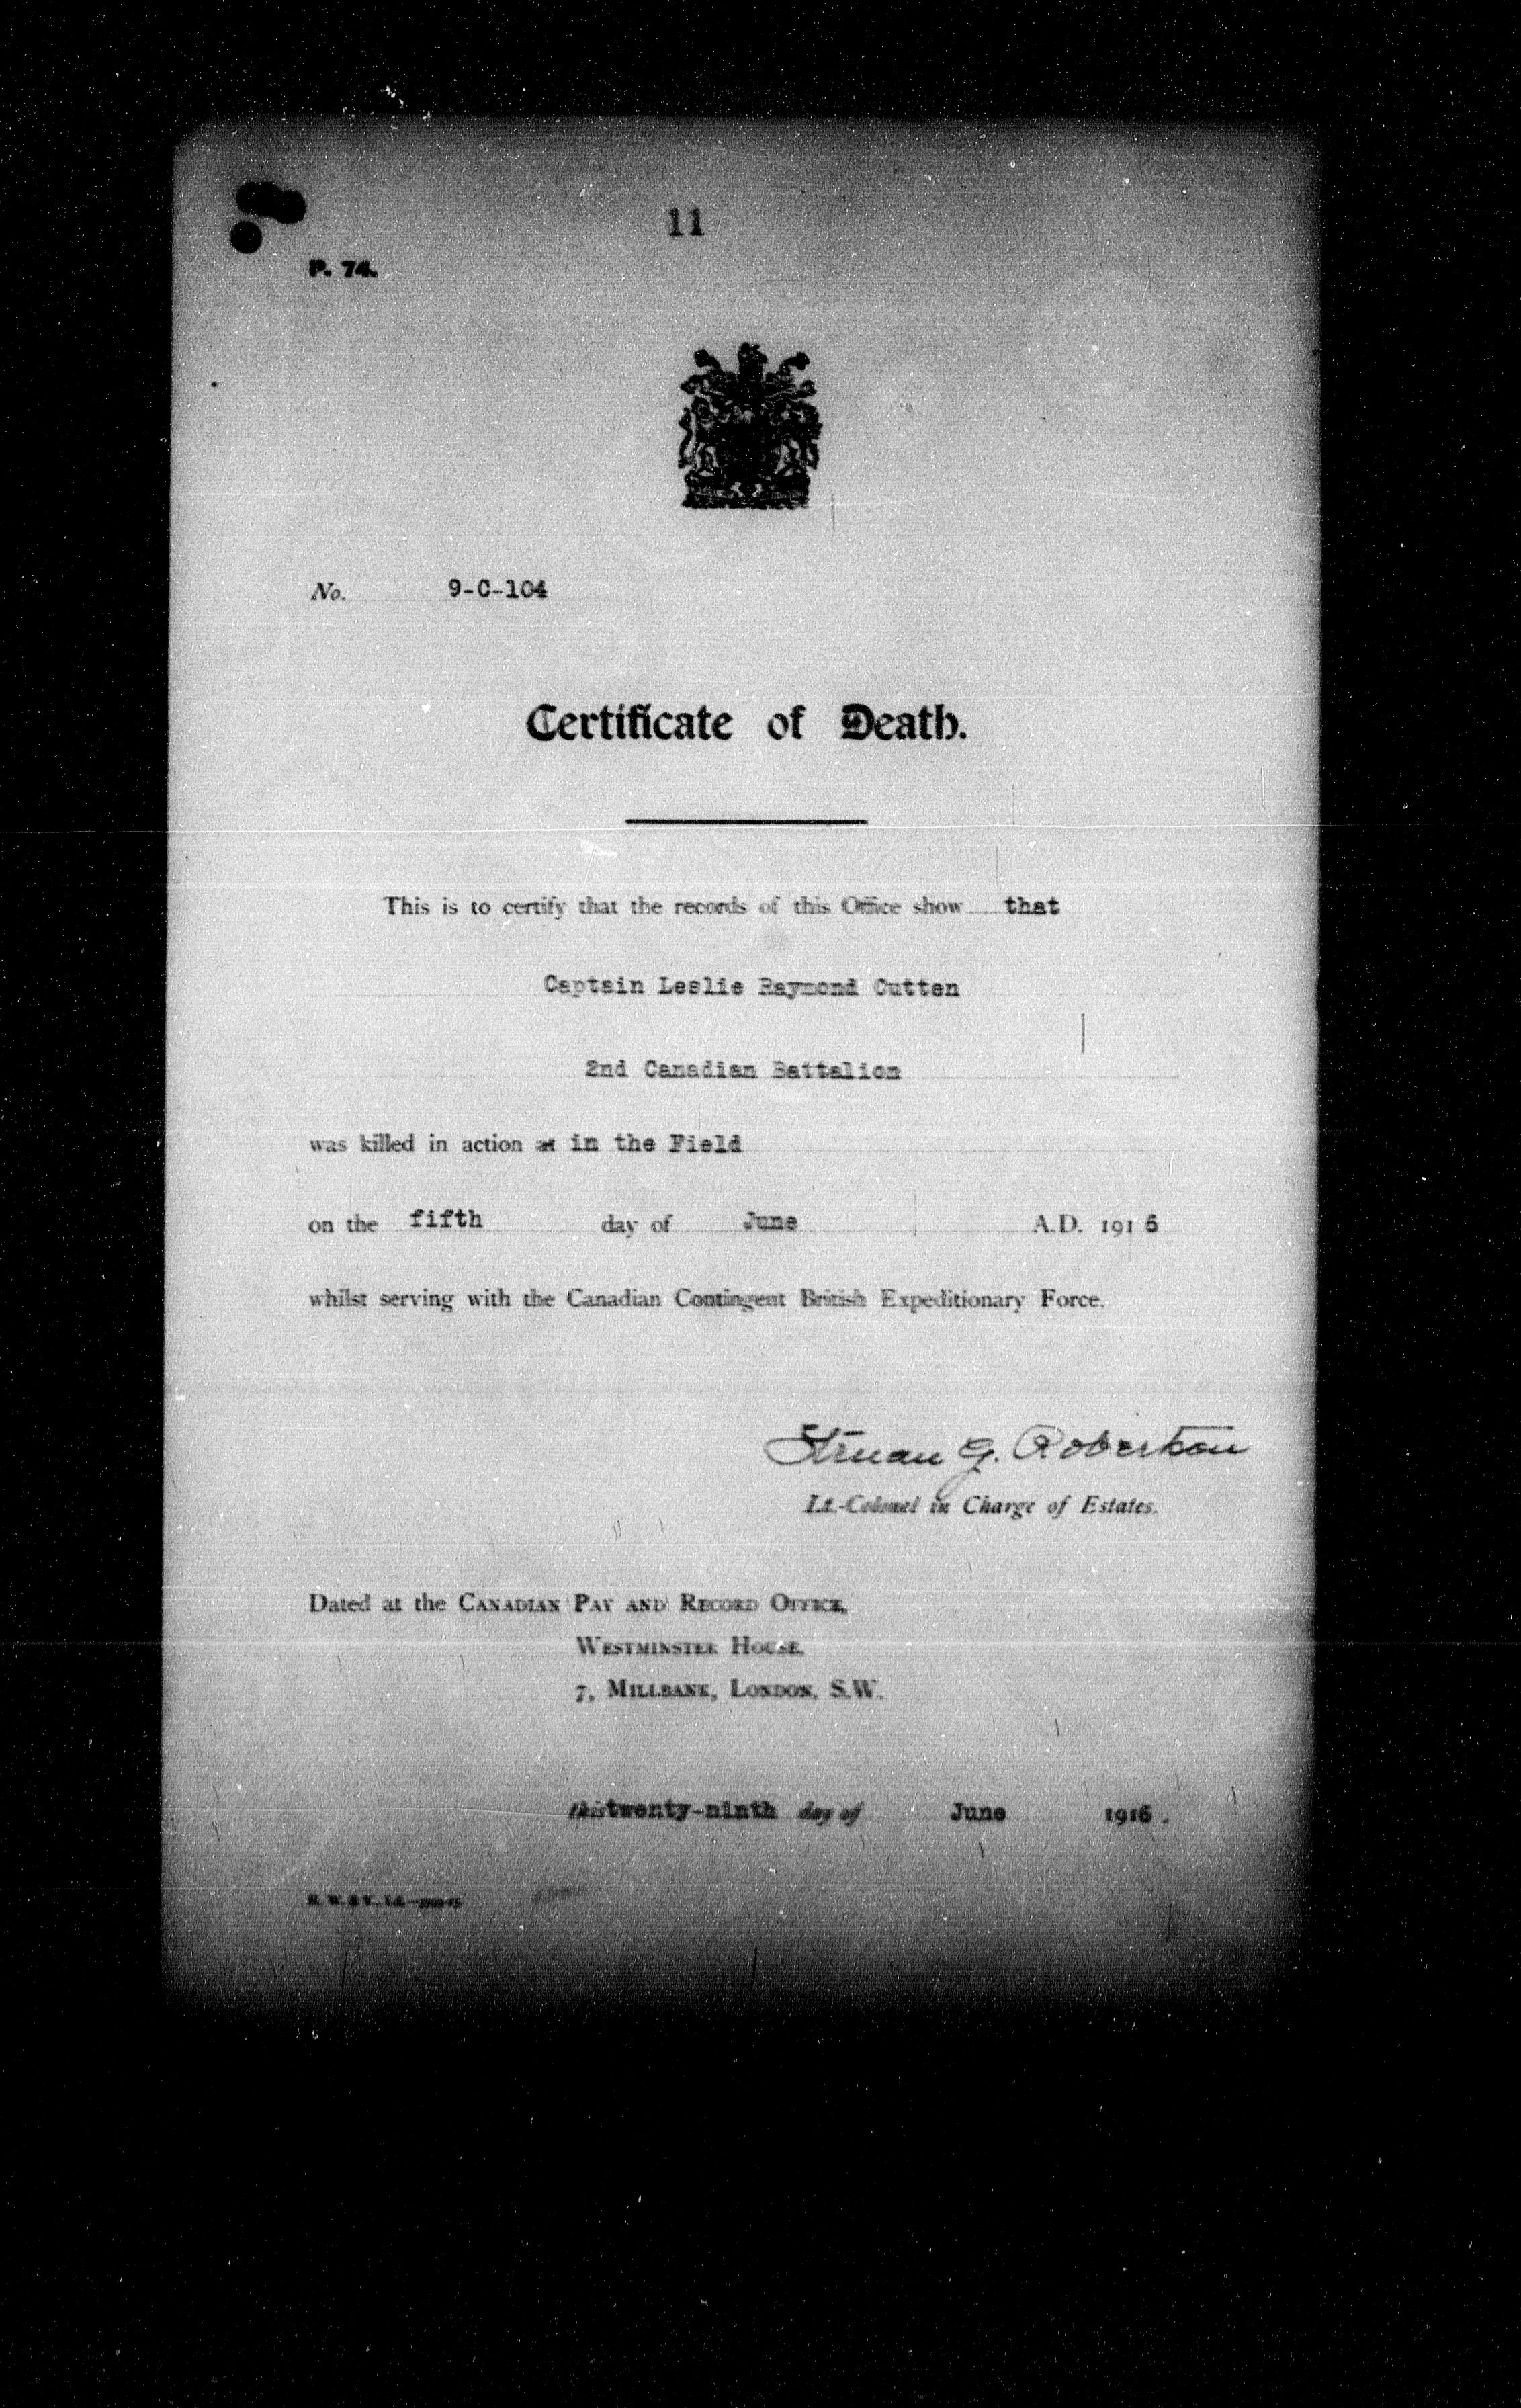 11
P. 74.
No. 9-C-104
Certificate of Death.
This is to certify that the records of this Office show that
Captain Leslie Raymond Cutten
2nd Canadian Battalion
was killed in action at in the Field
on the fifth day of June A.D. 1916
whilst serving with the Canadian Contingent British Expeditionary Force.
Struan G. Robertson
Lt.-Colonel in Charge of Estates.
Dated at the CANADIAN PAY AND RECORD OFFICE,
WESTMINSTER HOUSE,
7, MILLBANK, LONDON, S.W.
this twenty-ninth day of June 1916.